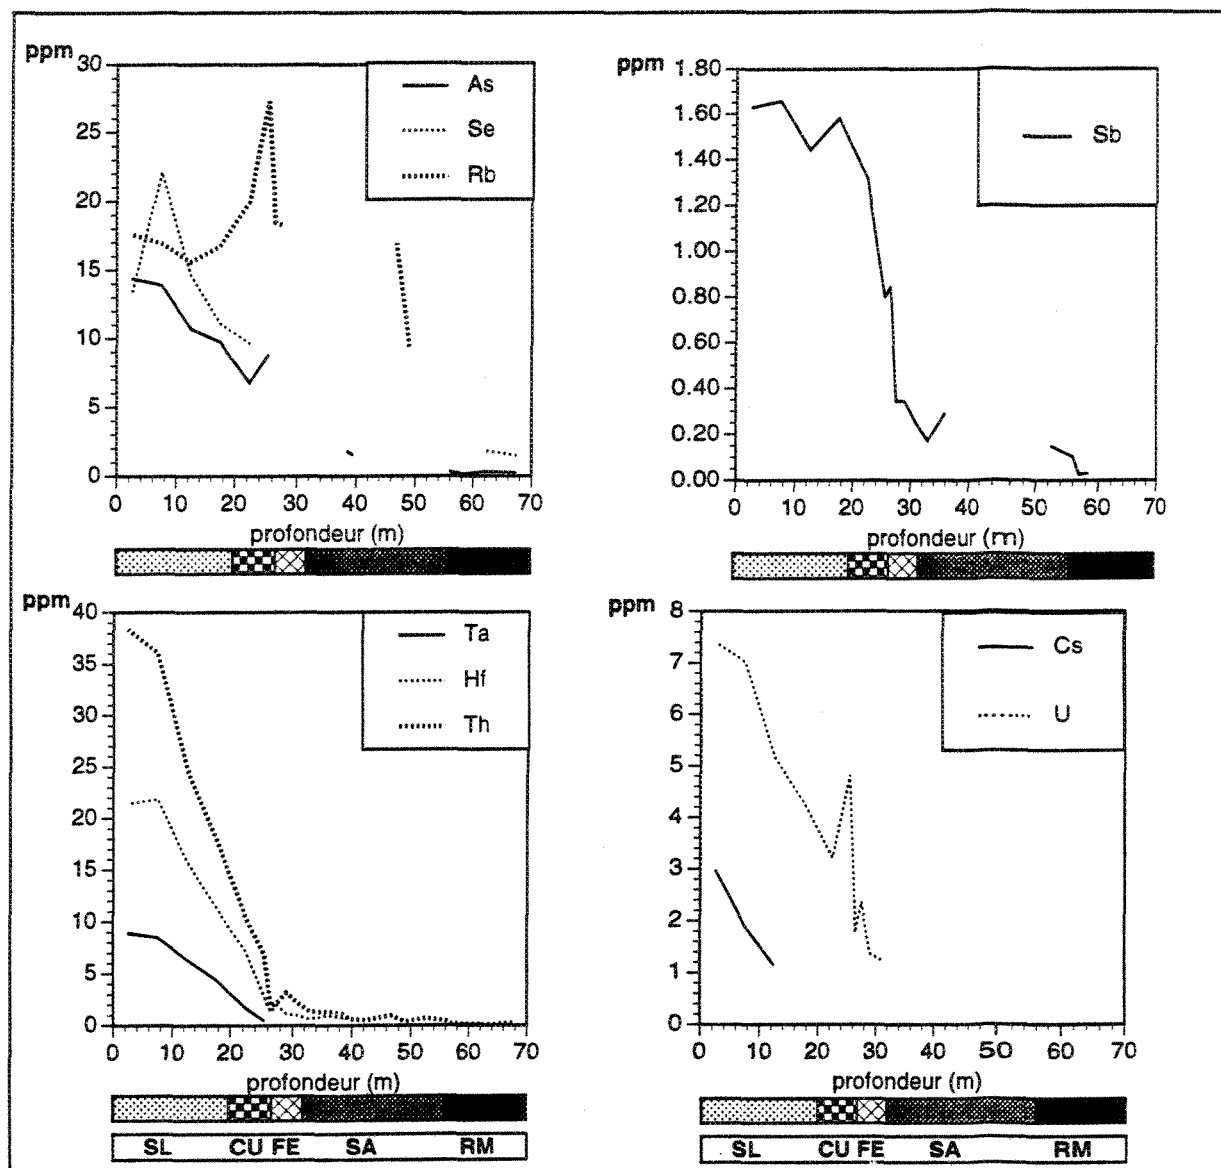 ppm
30
25
20
15
10
5
0
As
Se
Rb
0 10 20 30 40 50 60 70
profondeur (m)
ppm
1.80
1.60
1.40
1.20
1.00
0.80
0.60
0.40
0.20
0.00
Sb
0 10 20 30 40 50 60 70
profondeur (m)
ppm
40
35
30
25
20
15
10
5
0
Ta
Hf
Th
0 10 20 30 40 50 60 70
profondeur (m)
SL CU FE SA RM
ppm
8
7
6
5
4
3
2
1
0
Cs
U
0 10 20 30 40 50 60 70
profondeur (m)
SL CU FE SA RM